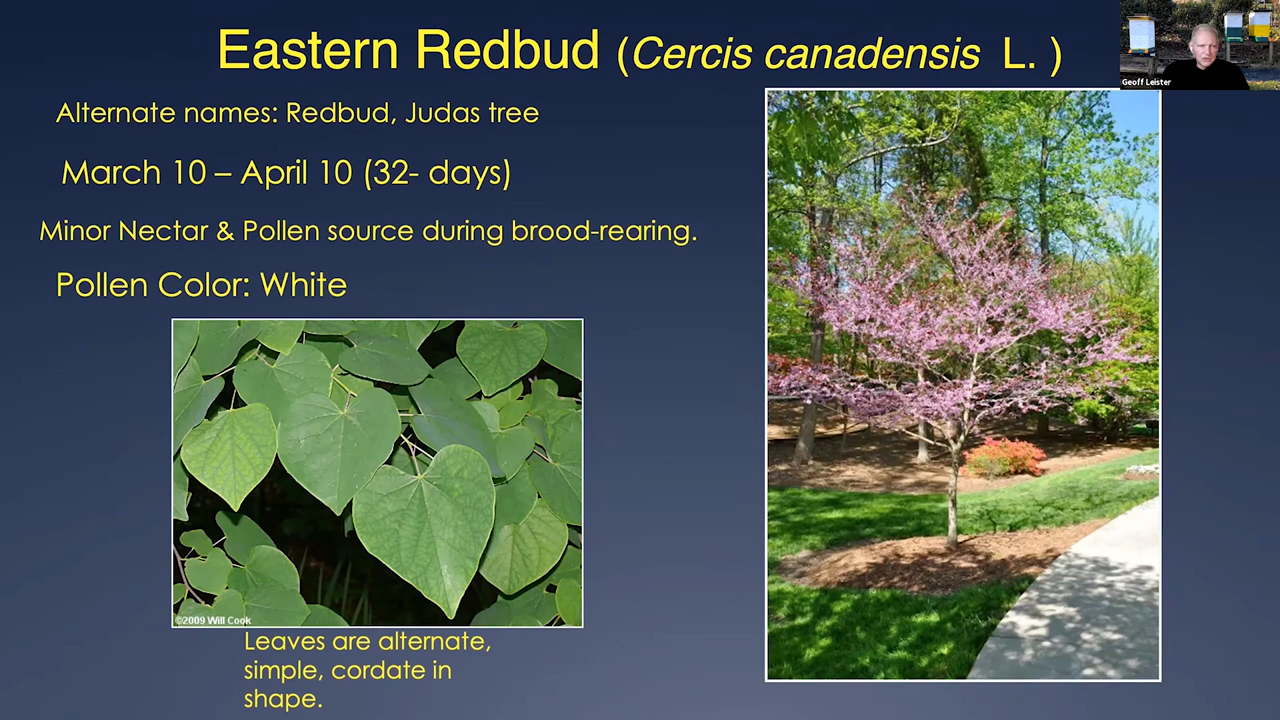 Eastern Redbud (Cercis canadensis L. )
Geoff Leister
Alternate names: Redbud, Judas tree
March 10 – April 10 (32- days)
Minor Nectar & Pollen source during brood-rearing.
Pollen Color: White
©2009 Will Cook
Leaves are alternate,
simple, cordate in
shape.